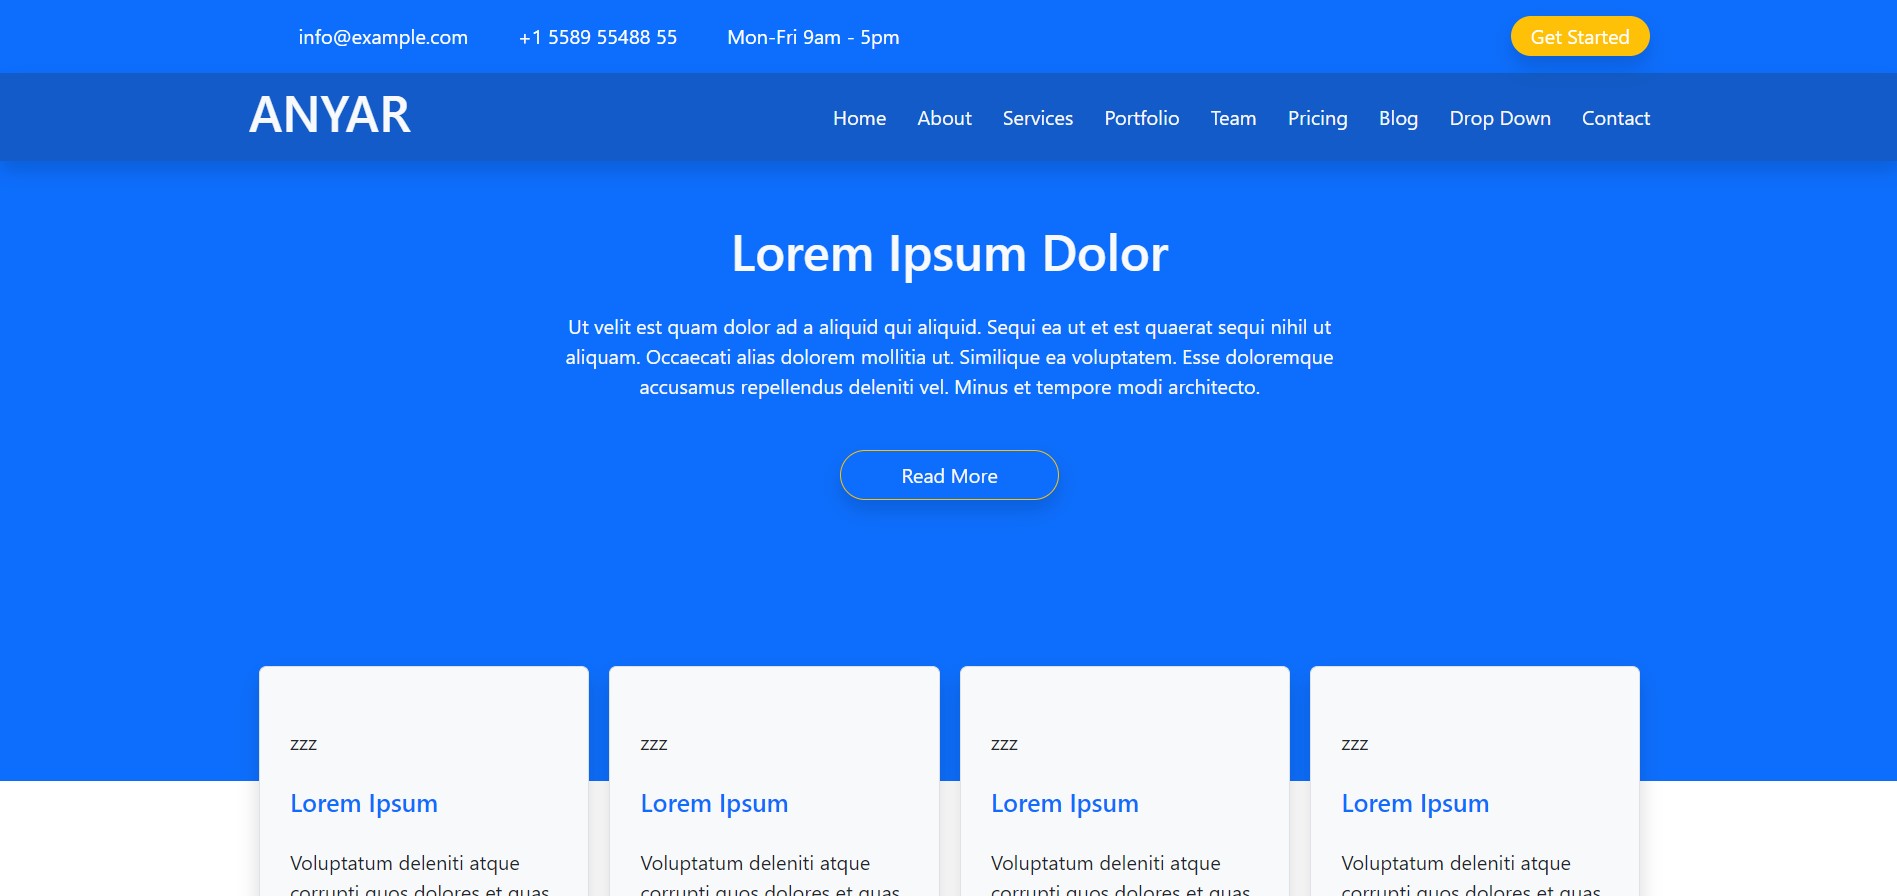 info@example.com +1 5589 55488 55 Mon-Fri 9am - 5pm Get Started
ANYAR Home About Services Portfolio Team Pricing Blog Drop Down Contact
Lorem Ipsum Dolor
Ut velit est quam dolor ad a aliquid qui aliquid. Sequi ea ut et est quaerat sequi nihil ut
aliquam. Occaecati alias dolorem mollitia ut. Similique ea voluptatem. Esse doloremque
accusamus repellendus deleniti vel. Minus et tempore modi architecto.
Read More
zzz
Lorem Ipsum
Voluptatum deleniti atque
corrupti quos dolores et quas
zzz
Lorem Ipsum
Voluptatum deleniti atque
corrupti quos dolores et quas
zzz
Lorem Ipsum
Voluptatum deleniti atque
corrupti quos dolores et quas
zzz
Lorem Ipsum
Voluptatum deleniti atque
corrupti quos dolores et quas